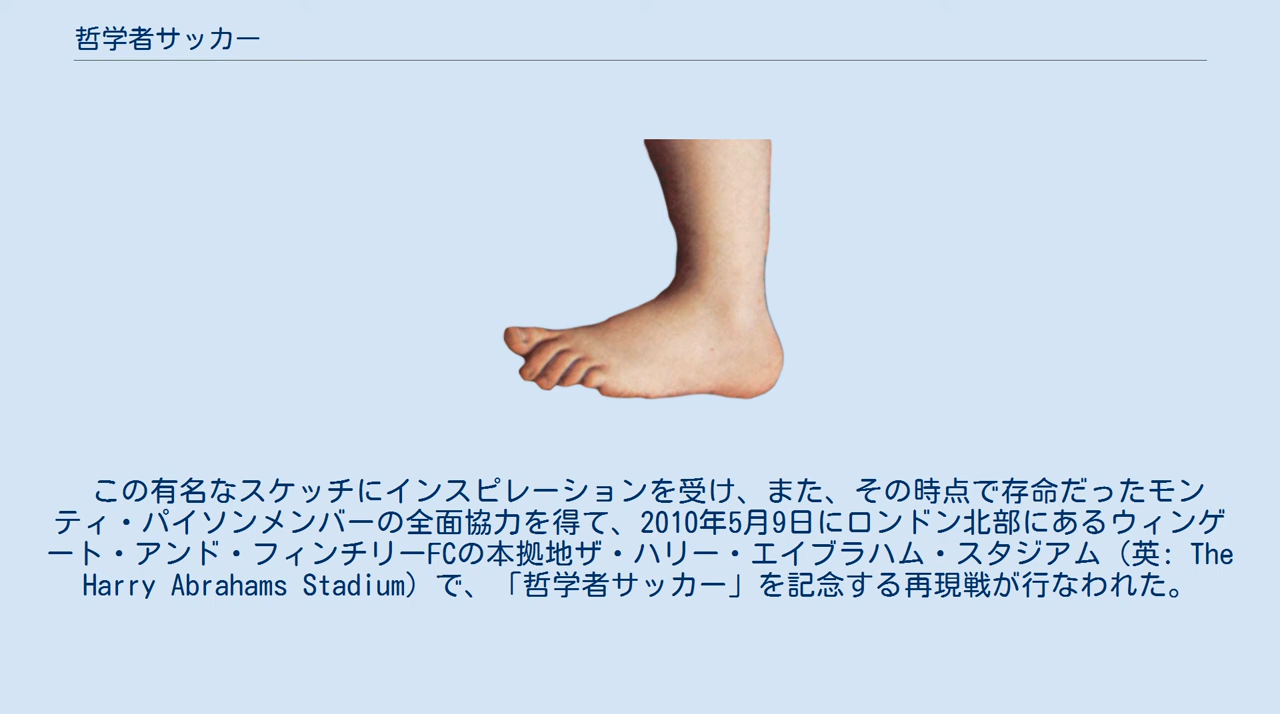 哲学者サッカー
この有名なスケッチにインスピレーションを受け、また、その時点で存命だったモン
ティ・パイソンメンバーの全面協力を得て、2010年5月9日にロンドン北部にあるウィンゲ
ート・アンド・フィンチリーFCの本拠地ザ・ハリー・エイブラハム・スタジアム（英: The
Harry Abrahams Stadium）で、「哲学者サッカー」を記念する再現戦が行なわれた。